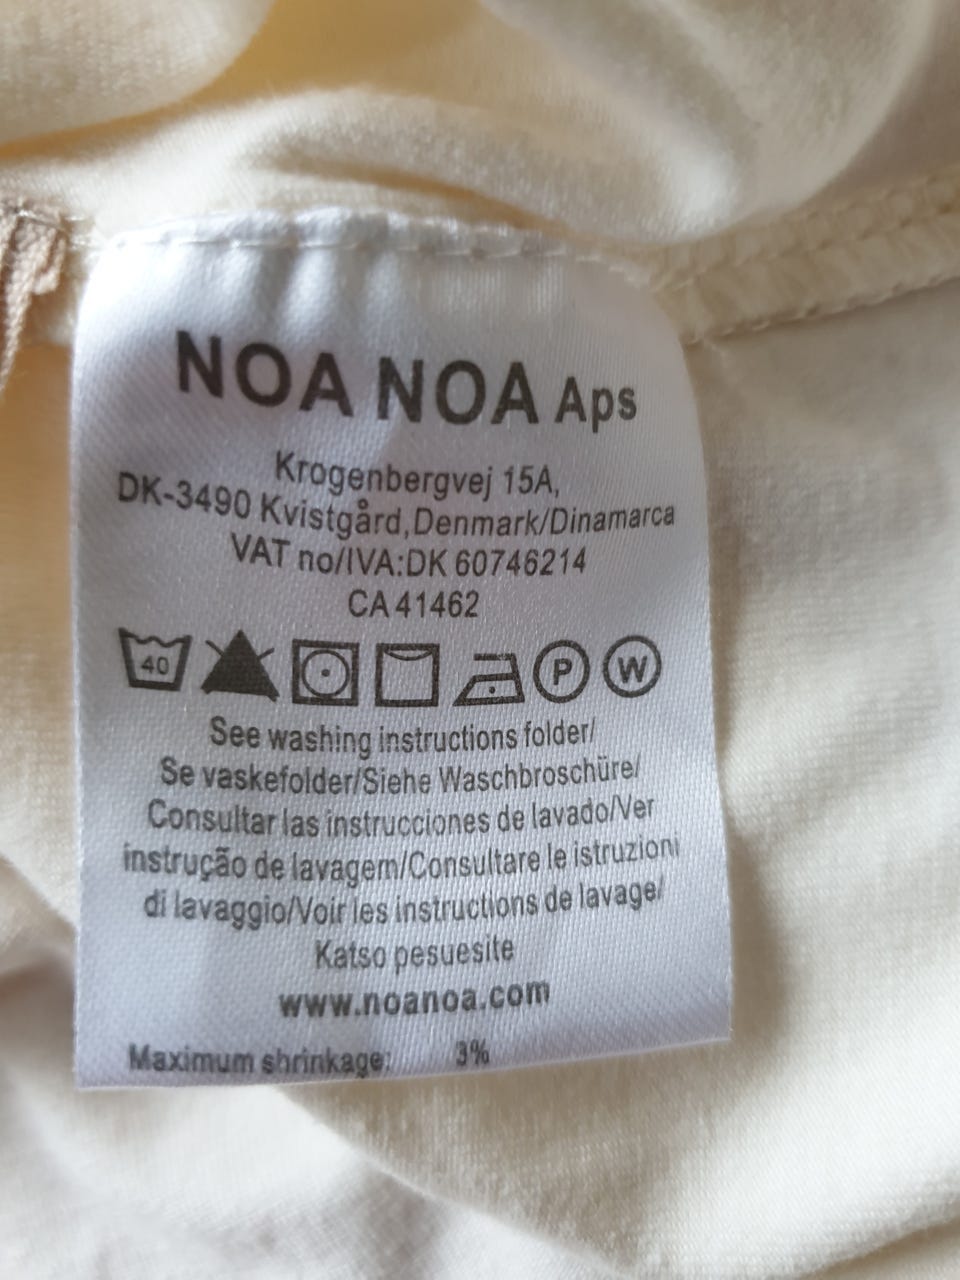 NOA NOA Aps
Krogenbergvej 15A,
DK-3490 Kvistgård,Denmark/Dinamarca
VAT no/IVA:DK 60746214
CA 41462
40 P W
See washing instructions folder/
Se vaskefolder/Siehe Waschbroschüre/
Consultar las instrucciones de lavado/Ver
instrução de lavagem/Consultare le istruzioni
di lavaggio/Voir les instructions de lavage/
Katso pesuesite
www.noanoa.com
Maximum shrinkage: 3%